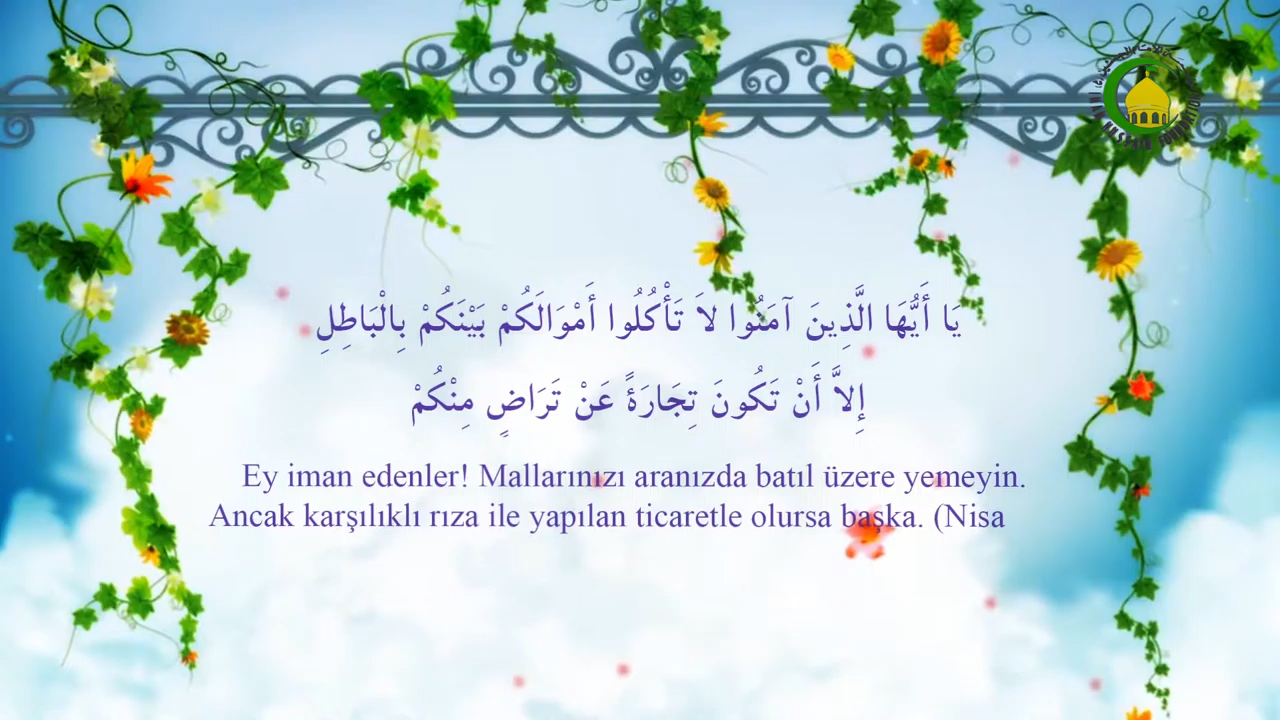 يَا أَيُّهَا الَّذِينَ آمَنُوا لاَ تَأْكُلُوا أَمْوَالَكُمْ بَيْنَكُمْ بِالْبَاطِلِ
إِلاَّ أَنْ تَكُونَ تِجَارَةً عَنْ تَرَاضٍ مِنْكُمْ
Ey iman edenler! Mallarınızı aranızda batıl üzere yemeyin.
Ancak karşılıklı rıza ile yapılan ticaretle olursa başka. (Nisa